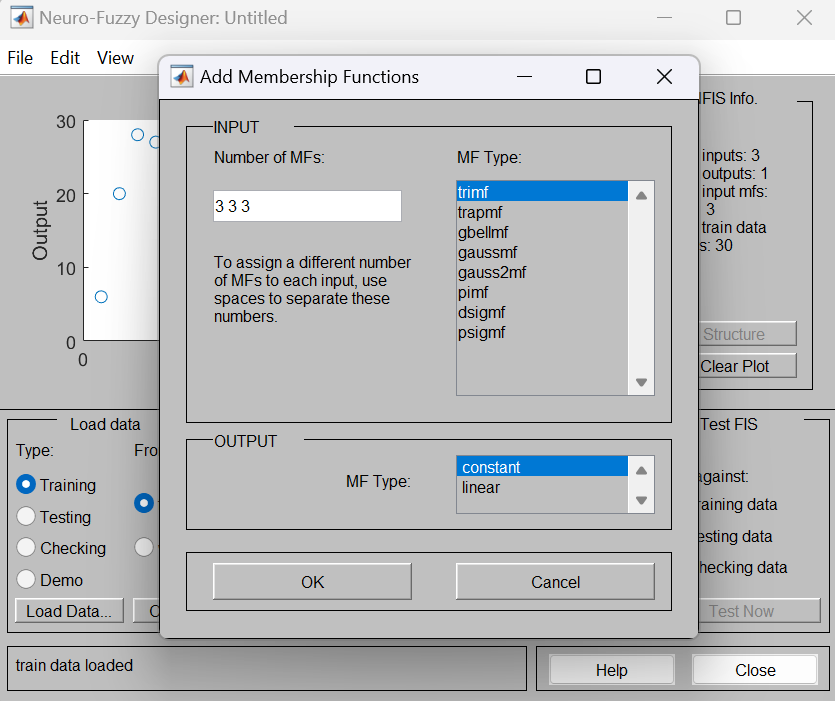 Neuro-Fuzzy Designer: Untitled
File Edit View
Add Membership Functions
30
20
10
0
0
Output
INPUT
Number of MFs:
3 3 3
To assign a different number
of MFs to each input, use
spaces to separate these
numbers.
MF Type:
trimf
trapmf
gbellmf
gaussmf
gauss2mf
pimf
dsigmf
psigmf
OUTPUT
MF Type:
constant
linear
OK
Cancel
FIS Info.
inputs: 3
outputs: 1
input mfs:
3
train data
s: 30
Structure
Clear Plot
Load data
Type:
Fro
Training
Testing
Checking
Demo
Load Data...
Test FIS
against:
raining data
esting data
hecking data
Test Now
train data loaded
Help
Close